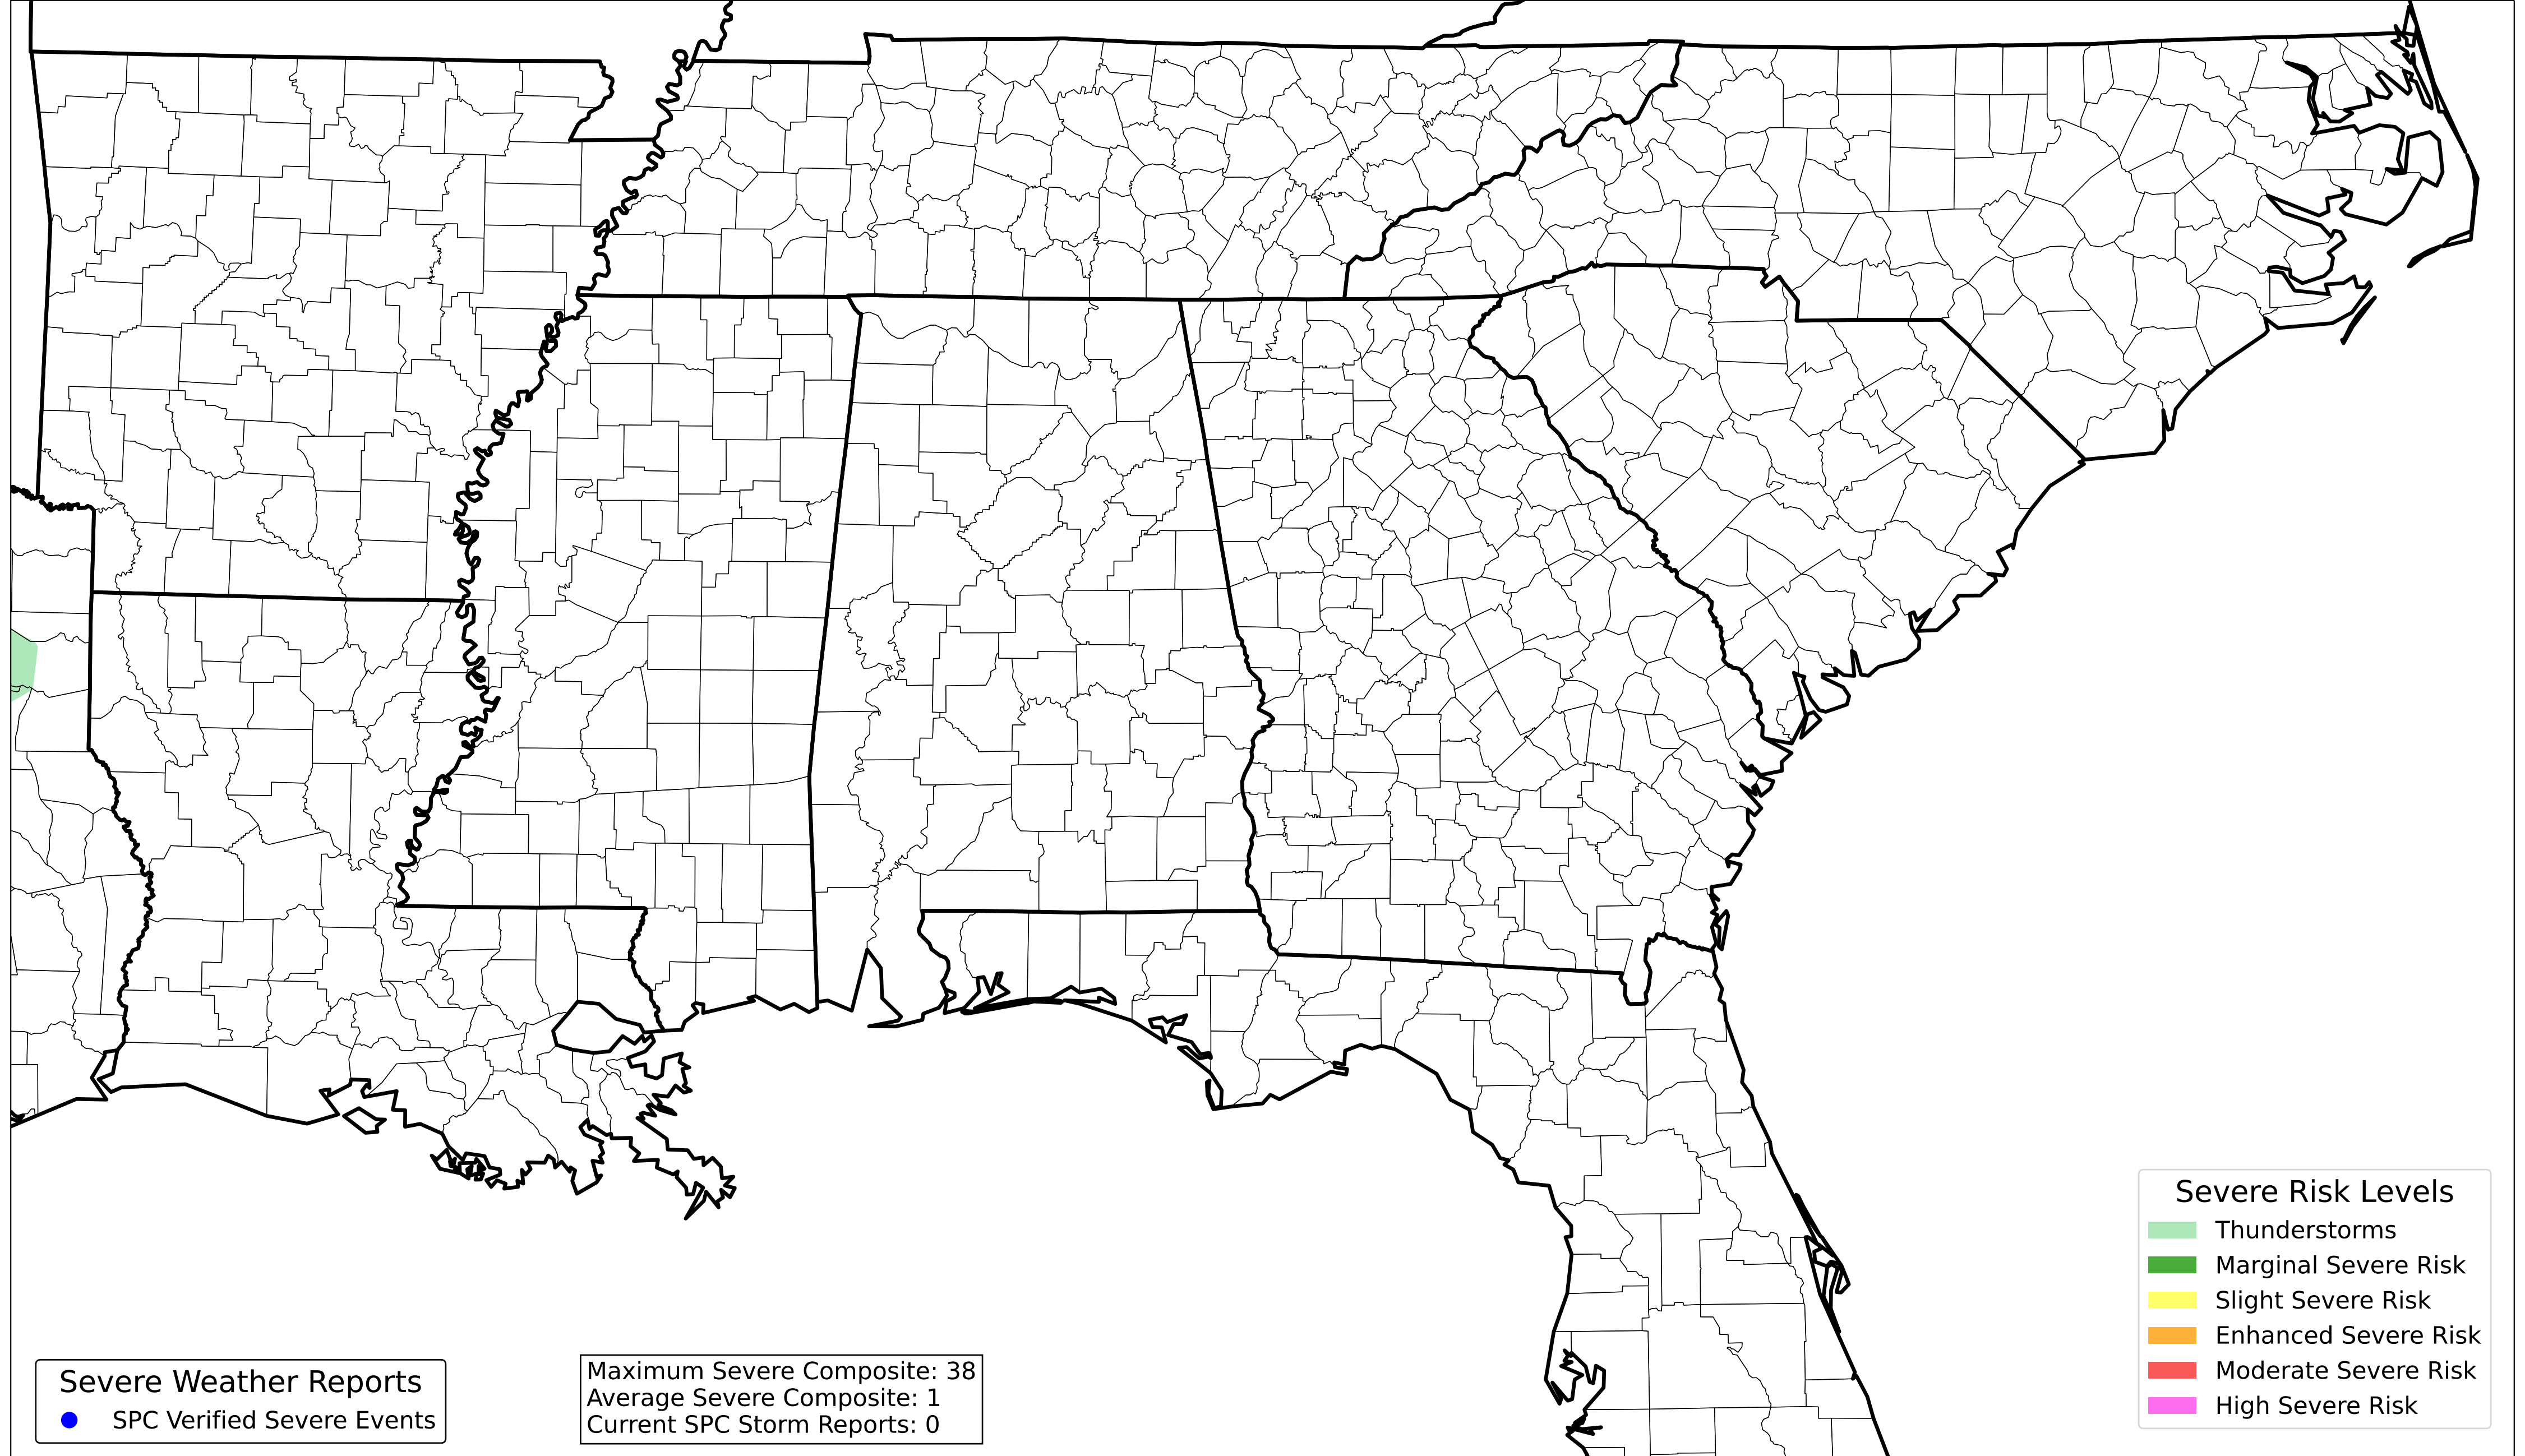 Severe Risk Levels
Thunderstorms
Marginal Severe Risk
Slight Severe Risk
Enhanced Severe Risk
Moderate Severe Risk
High Severe Risk
Severe Weather Reports
SPC Verified Severe Events
Maximum Severe Composite: 38
Average Severe Composite: 1
Current SPC Storm Reports: 0